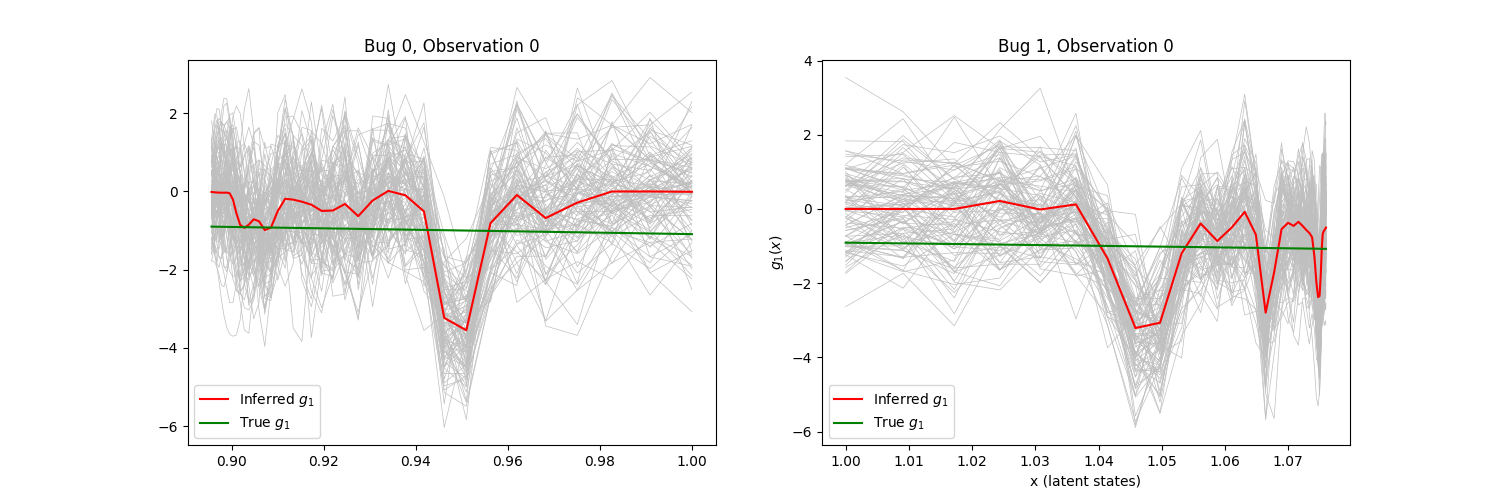 Bug 0, Observation 0
2
0
−2
−4
−6
Inferred g₁
True g₁
0.90 0.92 0.94 0.96 0.98 1.00
Bug 1, Observation 0
g₁(x)
4
2
0
−2
−4
−6
Inferred g₁
True g₁
1.00 1.01 1.02 1.03 1.04 1.05 1.06 1.07
x (latent states)